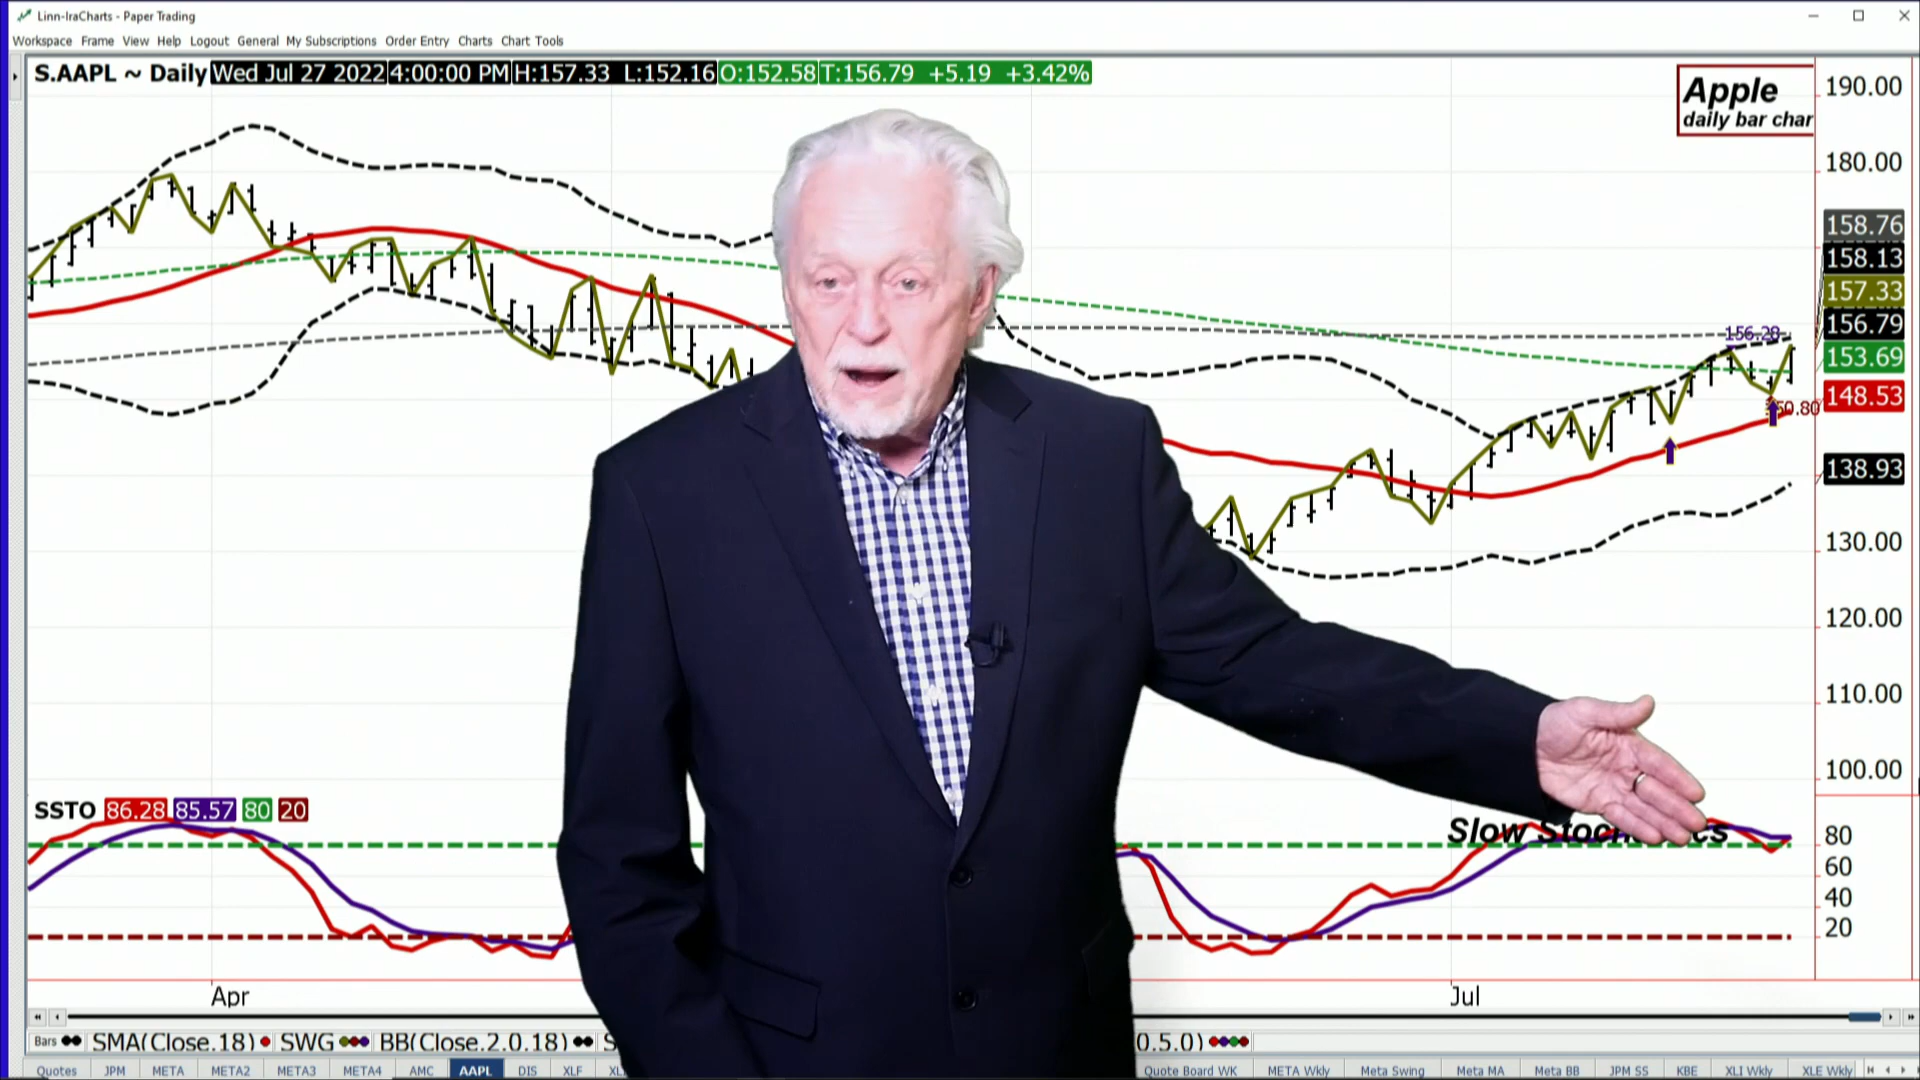 Linn-IraCharts - Paper Trading
Workspace Frame View Help Logout General My Subscriptions Order Entry Charts Chart Tools
S.AAPL ~ Daily Wed Jul 27 2022 4:00:00 PM H:157.33 L:152.16 O:152.58 T:156.79 +5.19 +3.42%
Apple
daily bar char
190.00
180.00
158.76
158.13
157.33
156.79
156.28
153.69
148.53
138.93
130.00
120.00
110.00
100.00
SSTO 86.28 85.57 80 20
Slow Stoch cs
80
60
40
20
Apr Jul
Bars SMA(Close.18) SWG BB(Close.2.0.18) S 0.5.0)
Quotes JPM META META2 META3 META4 AMC AAPL DIS XLF XL Quote Board WK META Wkly Meta Swing Meta MA Meta BB JPM SS KBE XLI Wkly XLE Wkly